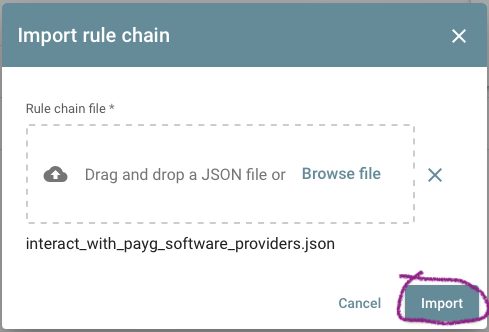 Import rule chain
Rule chain file *
Drag and drop a JSON file or Browse file
interact_with_payg_software_providers.json
Cancel Import